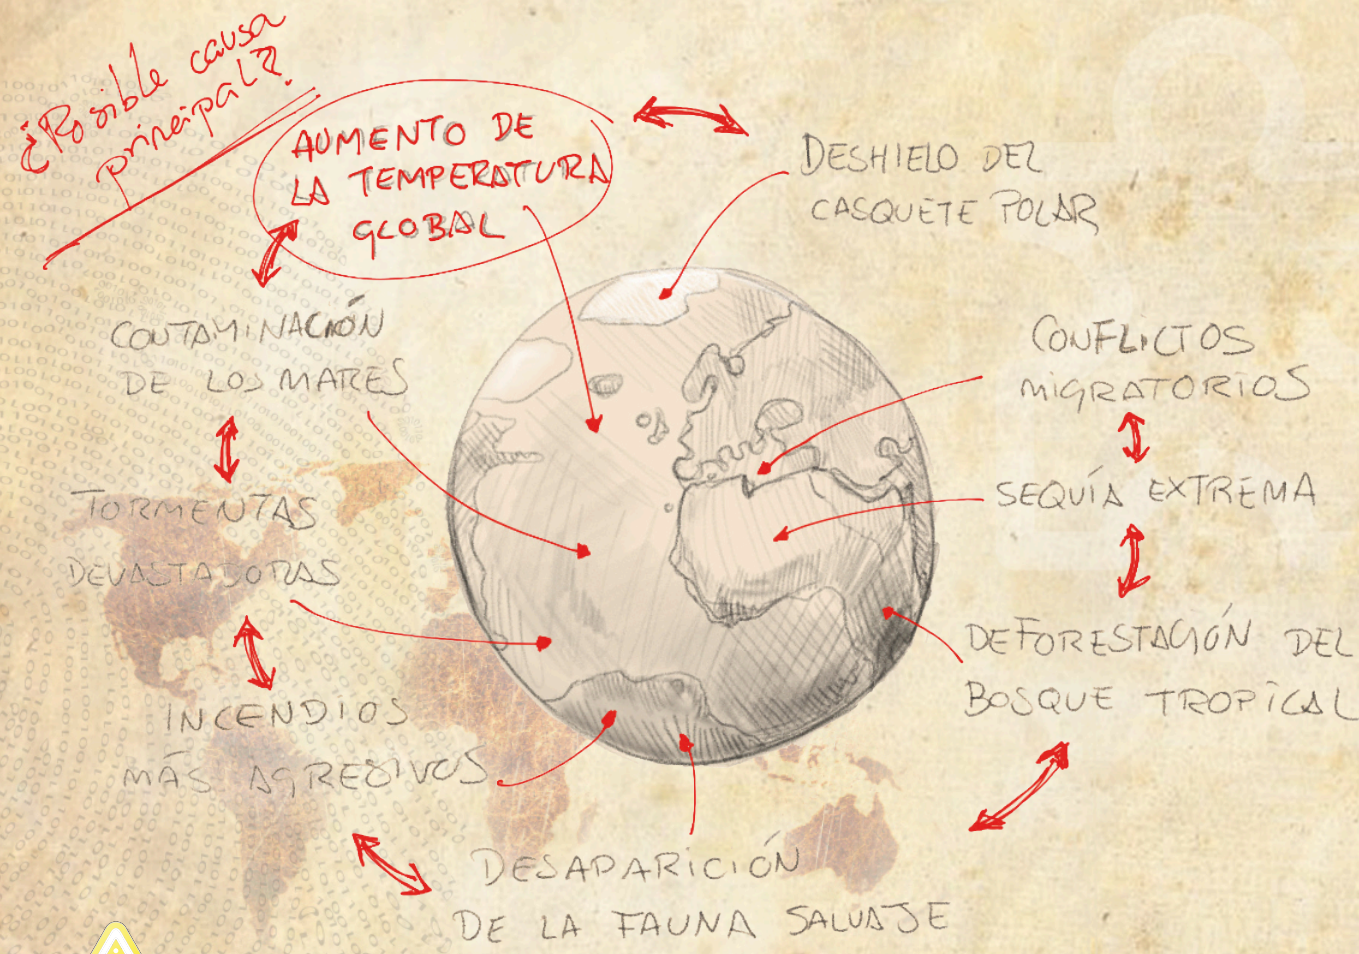 ¿Posible causa
principal?
AUMENTO DE
LA TEMPERATURA
GLOBAL
DESHIELO DEL
CASQUETE POLAR
CONTAMINACIÓN
DE LOS MARES
CONFLICTOS
MIGRATORIOS
TORMENTAS
DEVASTADORAS
SEQUÍA EXTREMA
DEFORESTACIÓN DEL
BOSQUE TROPICAL
INCENDIOS
MÁS AGRESIVOS
DESAPARICIÓN
DE LA FAUNA SALVAJE